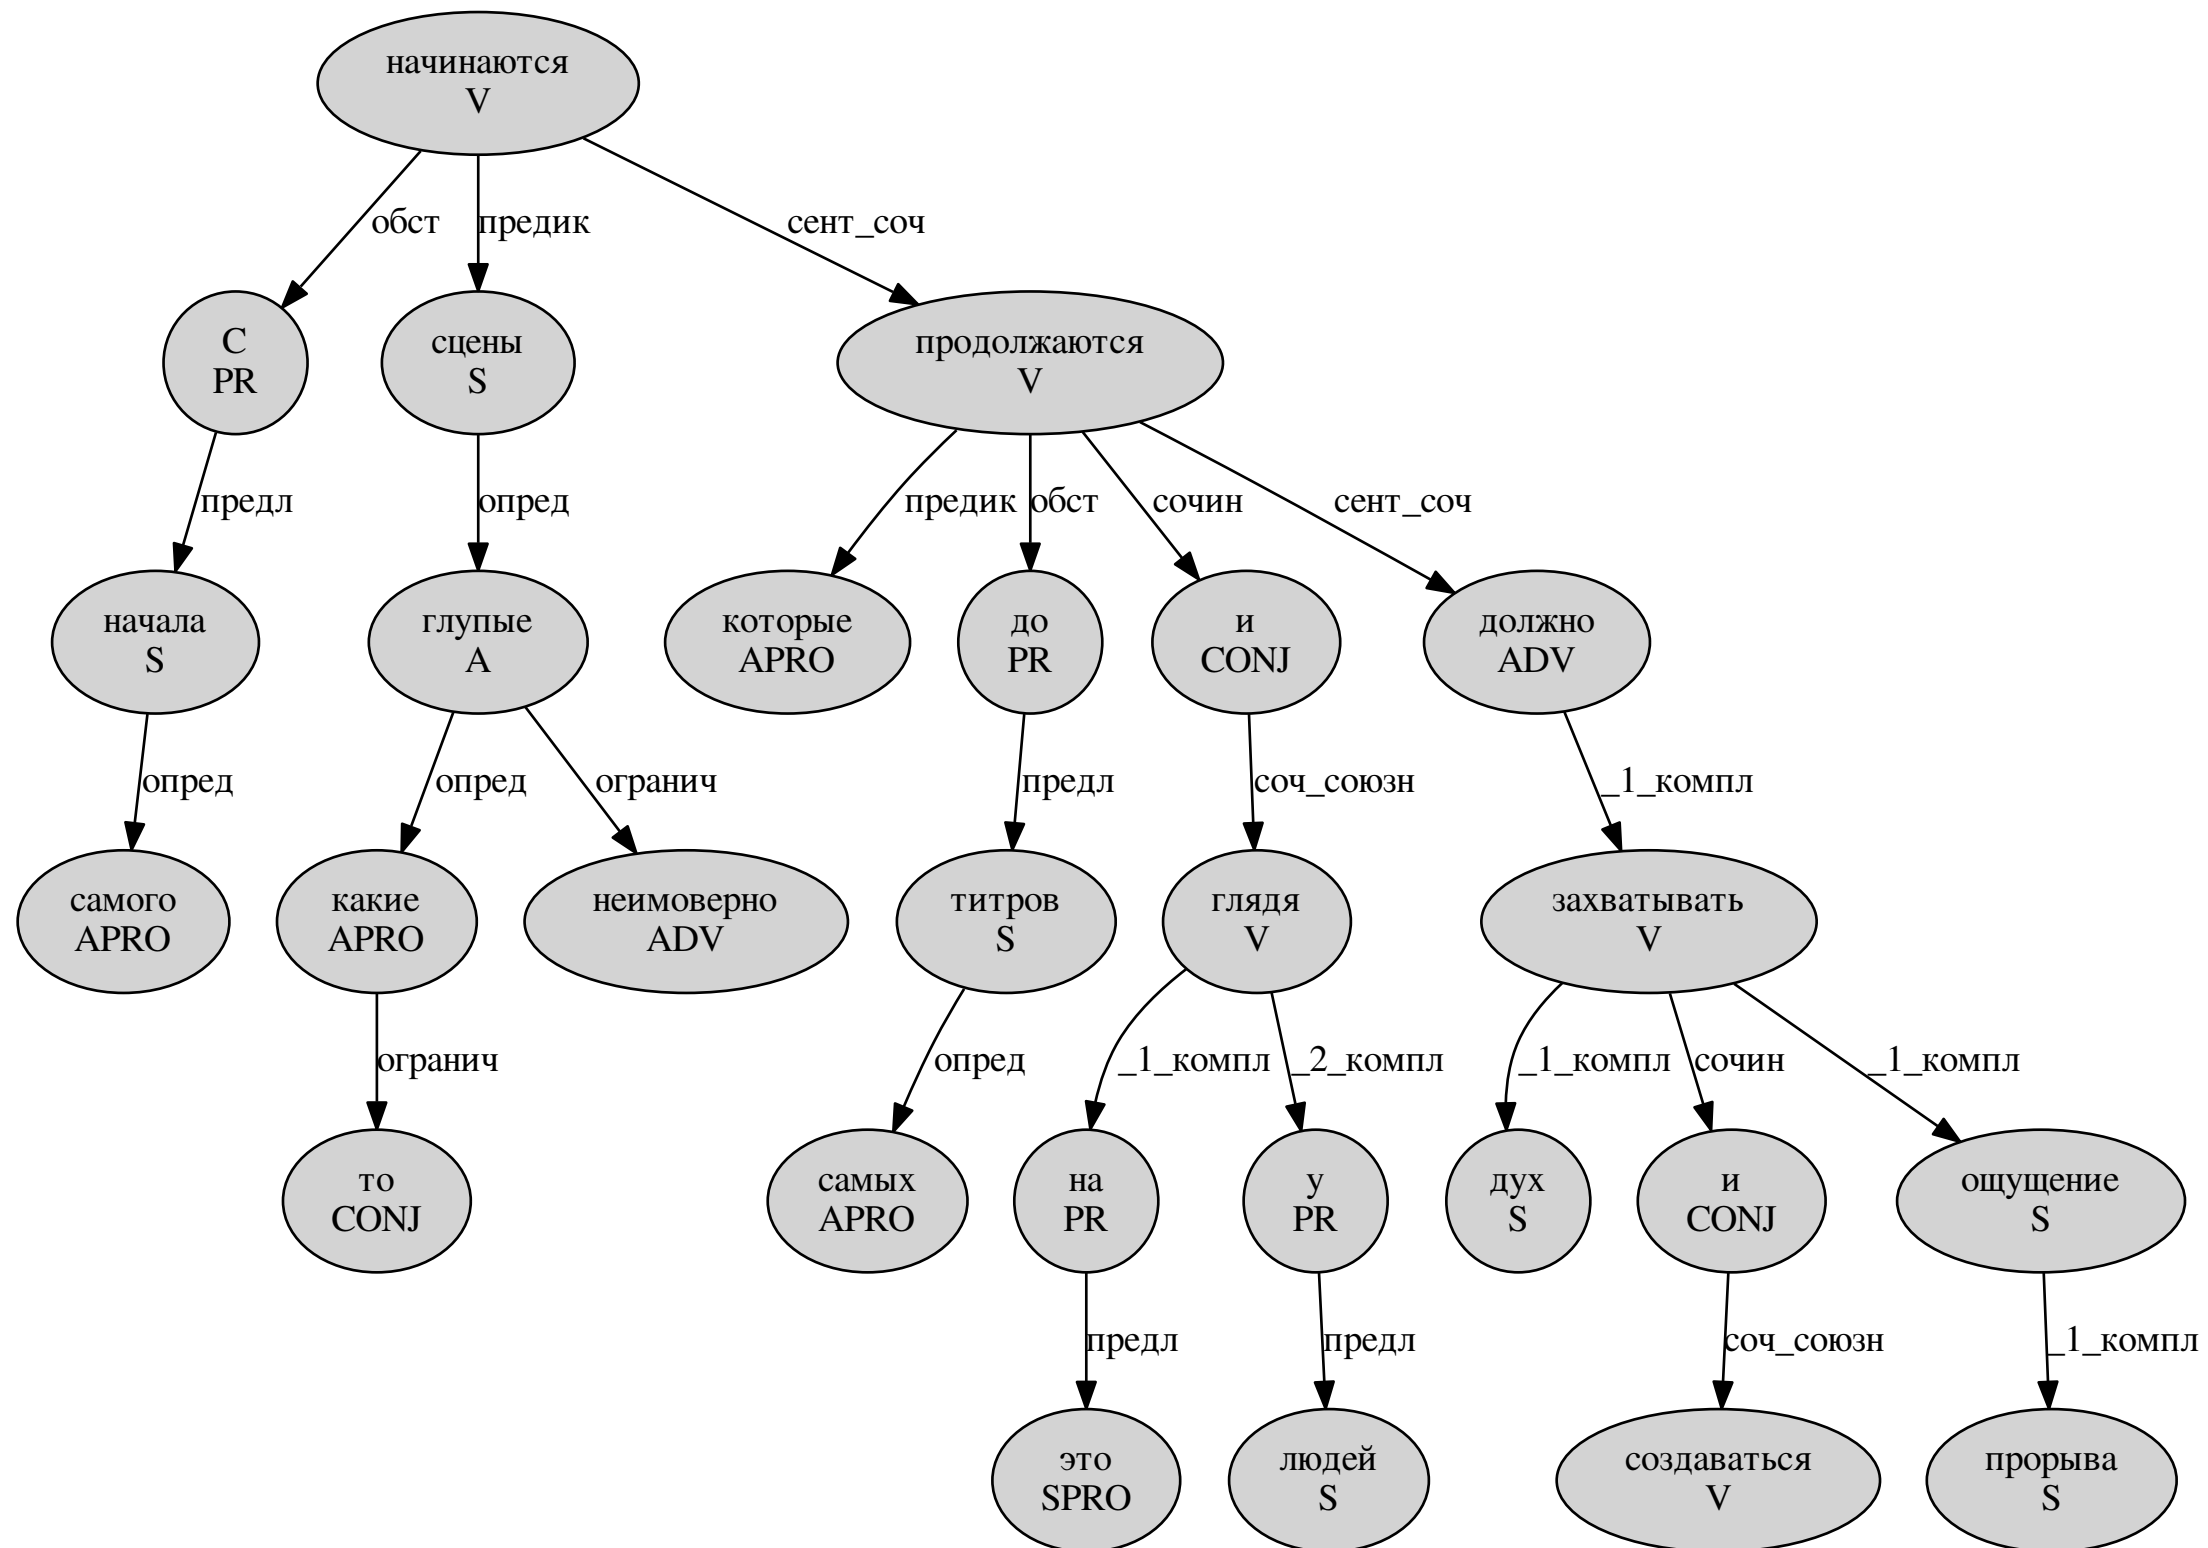 начинаются
V
обст
предик
сент_соч
С
PR
сцены
S
продолжаются
V
предл
опред
предик
обст
сочин
сент_соч
начала
S
глупые
A
которые
APRO
до
PR
и
CONJ
должно
ADV
опред
опред
огранич
предл
соч_союзн
_1_компл
самого
APRO
какие
APRO
неимоверно
ADV
титров
S
глядя
V
захватывать
V
огранич
опред
_1_компл
_2_компл
_1_компл
сочин
_1_компл
то
CONJ
самых
APRO
на
PR
у
PR
дух
S
и
CONJ
ощущение
S
предл
предл
соч_союзн
_1_компл
это
SPRO
людей
S
создаваться
V
прорыва
S